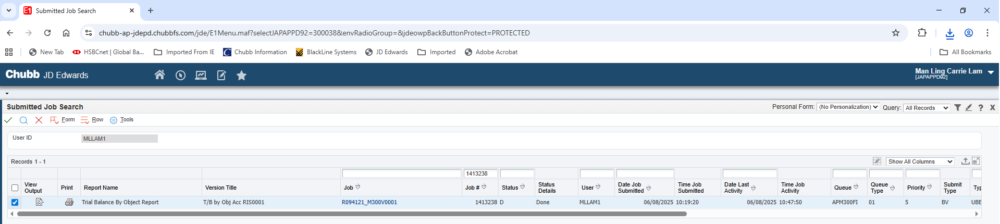 Submitted Job Search
chubb-ap-jdepd.chubbfs.com/jde/E1Menu.maf?selectJAPAPPD92=300038&envRadioGroup=&jdeowpBackButtonProtect=PROTECTED
New Tab HSBCnet | Global Ba... Imported From IE Chubb Information BlackLine Systems JD Edwards Imported Adobe Acrobat All Bookmarks
Chubb JD Edwards
Man Ling Carrie Lam
[JAPAPPD92]
Submitted Job Search
Personal Form: (No Personalization) Query: All Records
Form Row Tools
User ID MLLAM1
Records 1 - 1
Show All Columns
1413238
View Output Print Report Name Version Title Job Job # Status Status Details User Date Job Submitted Time Job Submitted Date Last Activity Time Job Activity Queue Queue Type Priority Submit Type Typ
Trial Balance By Object Report T/B by Obj Acc RIS0001 R094121_M300V0001 1413238 D Done MLLAM1 06/08/2025 10:19:20 06/08/2025 10:47:50 APM300FI 01 5 BV UBE